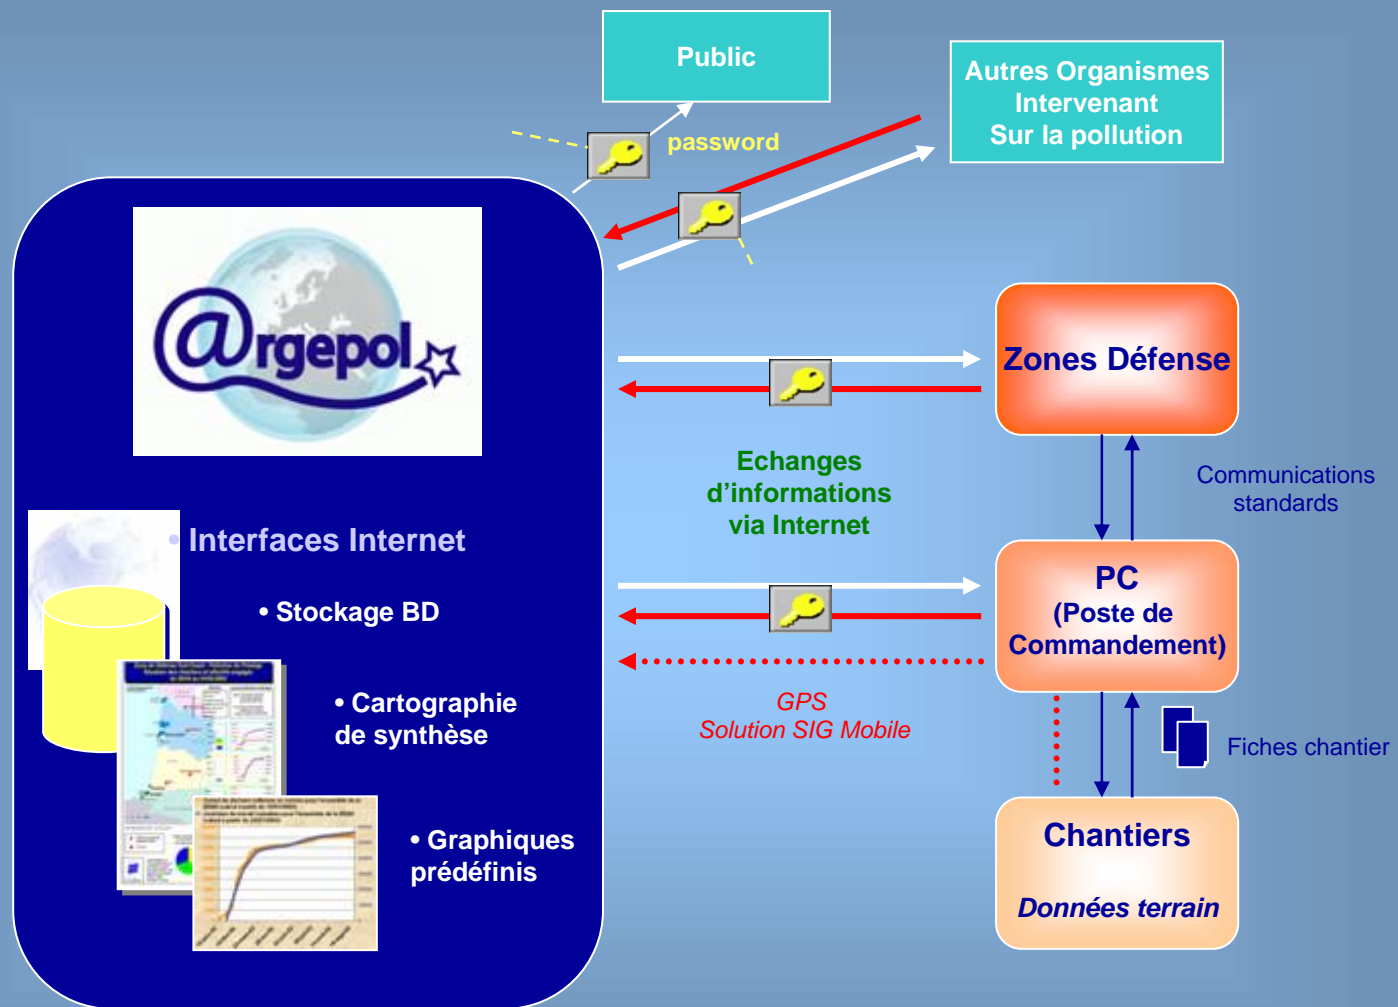 Public
Autres Organismes
Intervenant
Sur la pollution
password
@rgepol
Zones Défense
Echanges
d'informations
via Internet
Communications
standards
• Interfaces Internet
• Stockage BD
PC
(Poste de
Commandement)
• Cartographie
de synthèse
GPS
Solution SIG Mobile
Fiches chantier
• Graphiques
prédéfinis
Chantiers
Données terrain